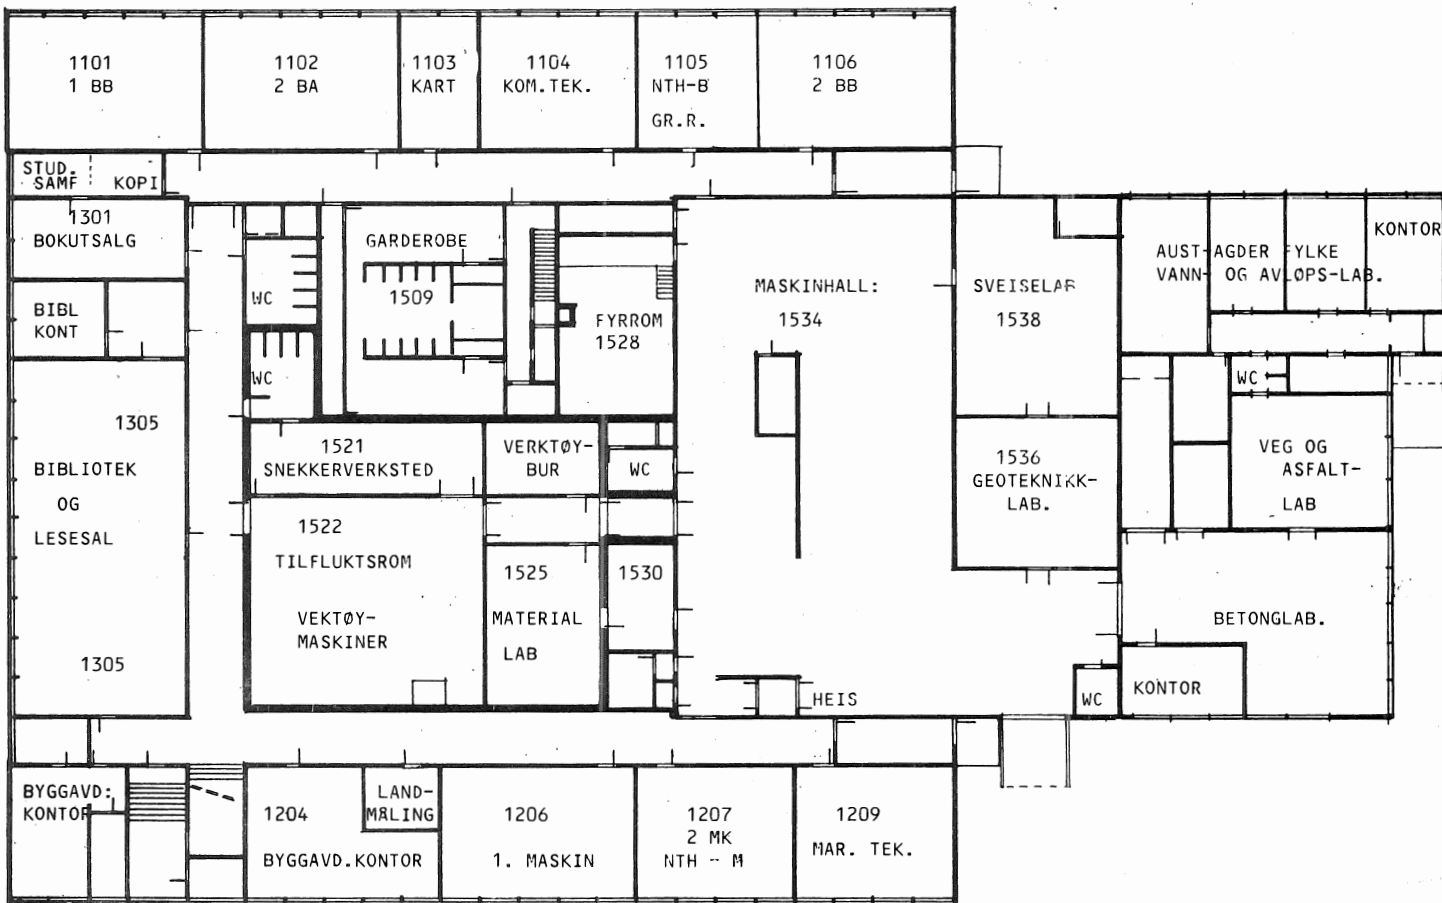 1101
1 BB
1102
2 BA
1103
KART
1104
KOM.TEK.
1105
NTH-B
GR.R.
1106
2 BB
STUD.
SAMF
KOPI
1301
BOKUTSALG
BIBL
KONT
1305
BIBLIOTEK
OG
LESESAL
1305
WC
WC
GARDEROBE
1509
FYRROM
1528
1521
SNEKKERVERKSTED
VERKTØY-
BUR
WC
1522
TILFLUKTSROM
VEKTØY-
MASKINER
1525
MATERIAL
LAB
1530
MASKINHALL:
1534
HEIS
SVEISELAB
1538
1536
GEOTEKNIKK-
LAB.
WC
AUST-AGDER FYLKE
VANN- OG AVLØPS-LAB.
KONTOR
WC
VEG OG
ASFALT-
LAB
BETONGLAB.
KONTOR
BYGGAVD:
KONTOR
1204
BYGGAVD.KONTOR
LAND-
MÅLING
1206
1. MASKIN
1207
2 MK
NTH - M
1209
MAR. TEK.